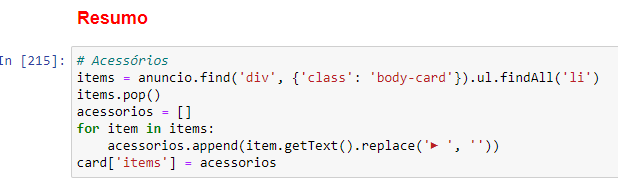 Resumo
In [215]:
# Acessórios
items = anuncio.find('div', {'class': 'body-card'}).ul.findAll('li')
items.pop()
acessorios = []
for item in items:
    acessorios.append(item.getText().replace('► ', ''))
card['items'] = acessorios